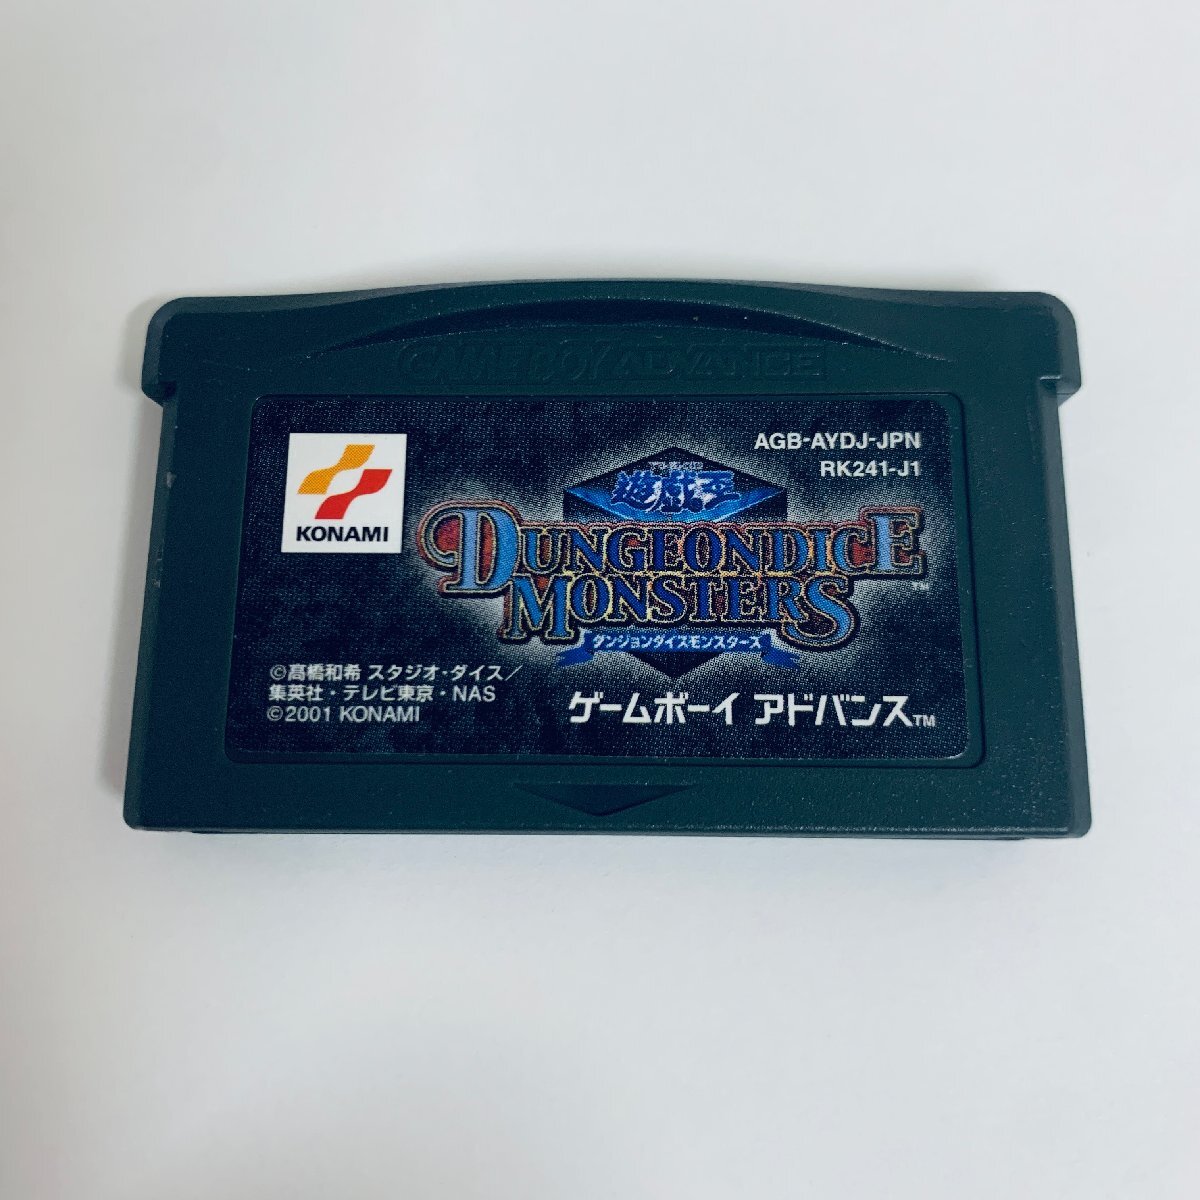 GAME BOY ADVANCE
KONAMI
AGB-AYDJ-JPN
RK241-J1
遊戯王
DUNGEONDICE
MONSTERS
TM
ダンジョンダイスモンスターズ
©高橋和希 スタジオ・ダイス/
集英社・テレビ東京・NAS
©2001 KONAMI
ゲームボーイ アドバンス TM